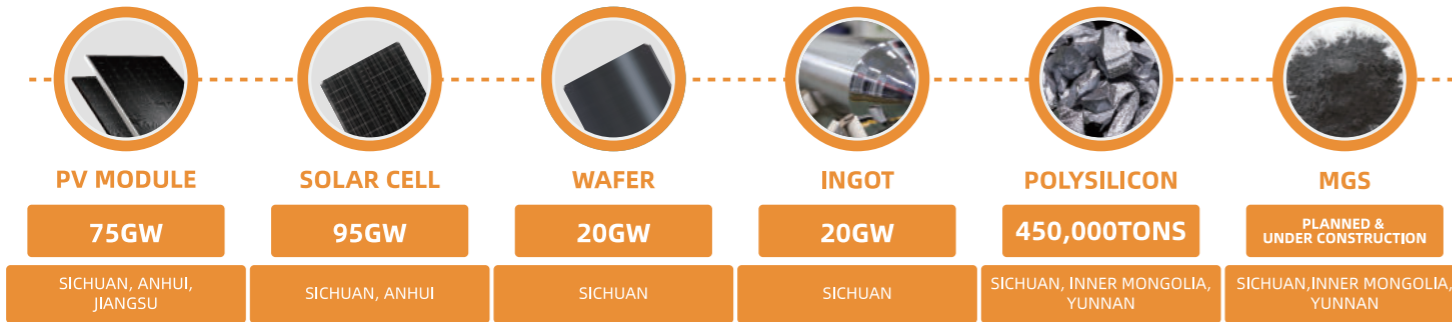 PV MODULE
75GW
SICHUAN, ANHUI,
JIANGSU
SOLAR CELL
95GW
SICHUAN, ANHUI
WAFER
20GW
SICHUAN
INGOT
20GW
SICHUAN
POLYSILICON
450,000TONS
SICHUAN, INNER MONGOLIA,
YUNNAN
MGS
PLANNED &
UNDER CONSTRUCTION
SICHUAN,INNER MONGOLIA,
YUNNAN